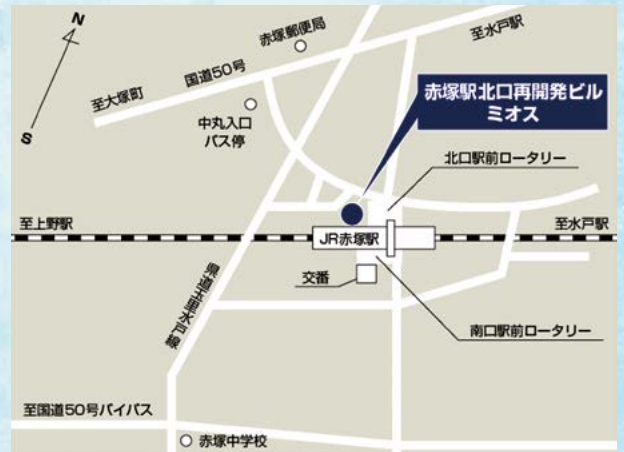 N
S
赤塚郵便局
至水戸駅
国道50号
至大塚町
中丸入口
バス停
赤塚駅北口再開発ビル
ミオス
北口駅前ロータリー
至上野駅
至水戸駅
JR赤塚駅
交番
県道玉里水戸線
南口駅前ロータリー
至国道50号バイパス
赤塚中学校